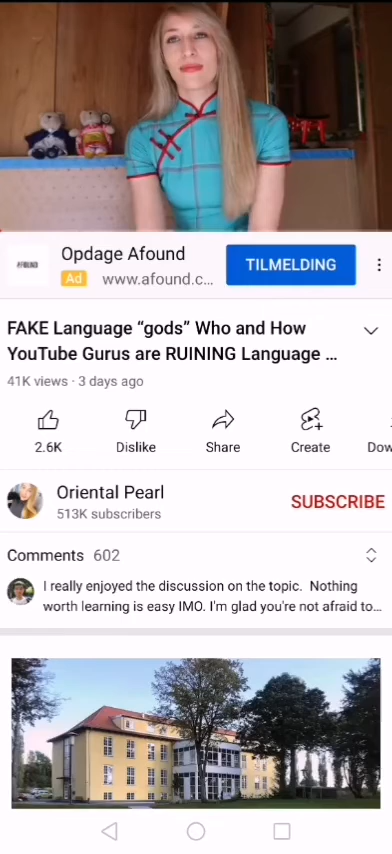 Opdage Afound
AFOUND
TILMELDING
Ad www.afound.c...
FAKE Language “gods” Who and How
YouTube Gurus are RUINING Language ...
41K views · 3 days ago
2.6K
Dislike
Share
Create
Dow
Oriental Pearl
513K subscribers
SUBSCRIBE
Comments 602
I really enjoyed the discussion on the topic. Nothing
worth learning is easy IMO. I'm glad you're not afraid to...